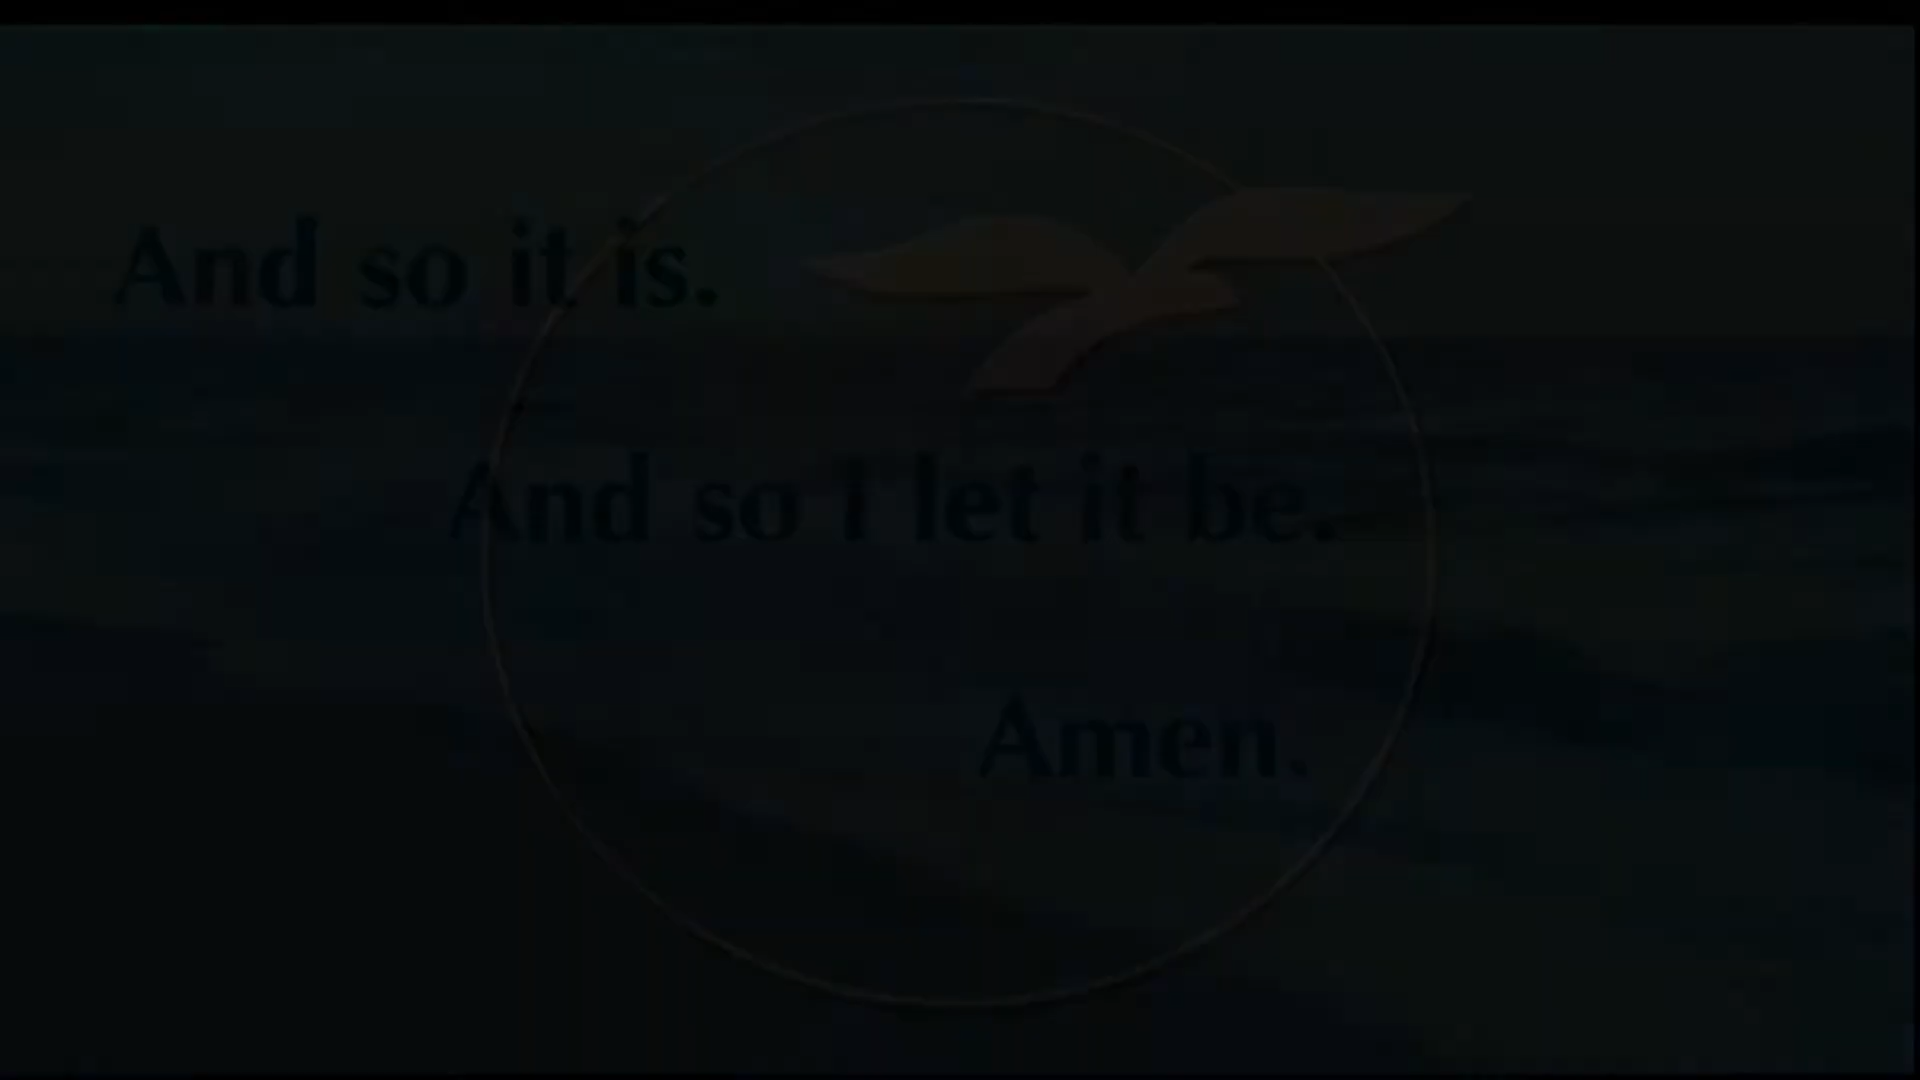 And so it is.
And so I let it be.
Amen.